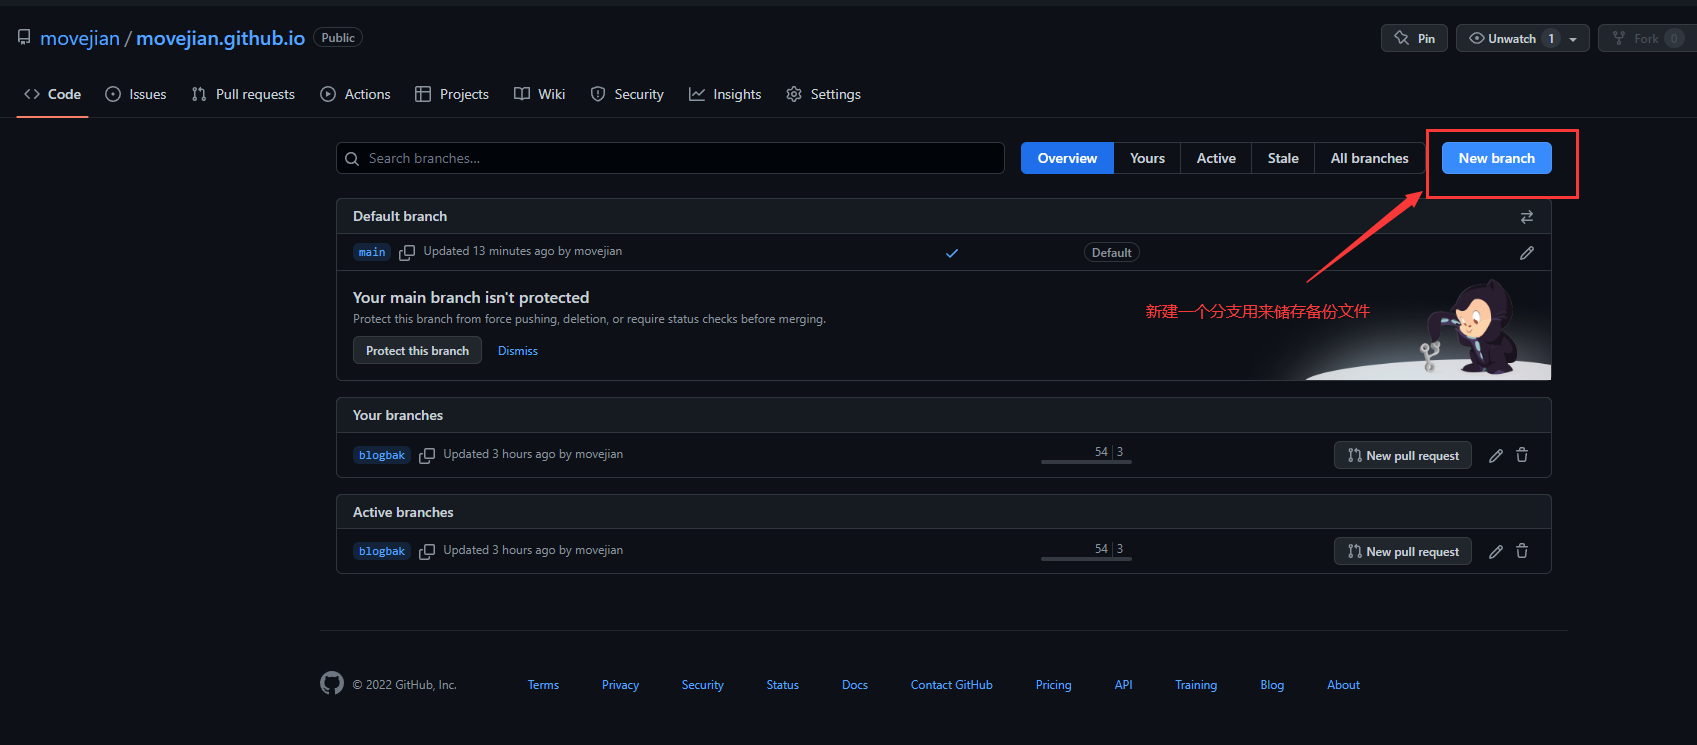 movejian / movejian.github.io Public
Pin Unwatch 1 Fork 0
Code Issues Pull requests Actions Projects Wiki Security Insights Settings
Search branches... Overview Yours Active Stale All branches New branch
Default branch
main Updated 13 minutes ago by movejian Default
Your main branch isn't protected
新建一个分支用来储存备份文件
Protect this branch from force pushing, deletion, or require status checks before merging.
Protect this branch Dismiss
Your branches
blogbak Updated 3 hours ago by movejian 54 3 New pull request
Active branches
blogbak Updated 3 hours ago by movejian 54 3 New pull request
© 2022 GitHub, Inc. Terms Privacy Security Status Docs Contact GitHub Pricing API Training Blog About